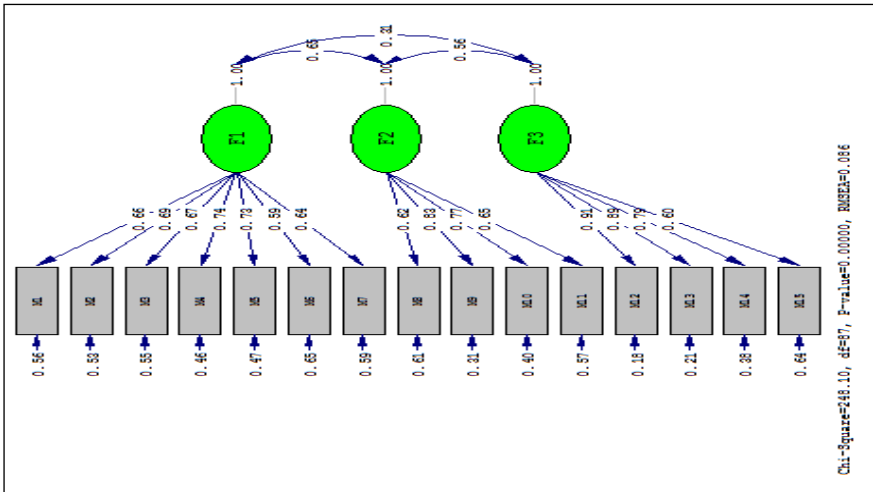 0.31
0.65
0.56
1.00
1.00
1.00
F1
F2
F3
0.66
0.69
0.67
0.74
0.73
0.59
0.64
0.62
0.83
0.77
0.65
0.91
0.89
0.79
0.60
M1
M2
M3
M4
M5
M6
M7
M8
M9
M10
M11
M12
M13
M14
M15
0.56
0.53
0.55
0.46
0.47
0.65
0.59
0.61
0.31
0.40
0.57
0.18
0.21
0.38
0.64
Chi-Square=248.10, df=87, P-value=0.00000, RMSEA=0.086